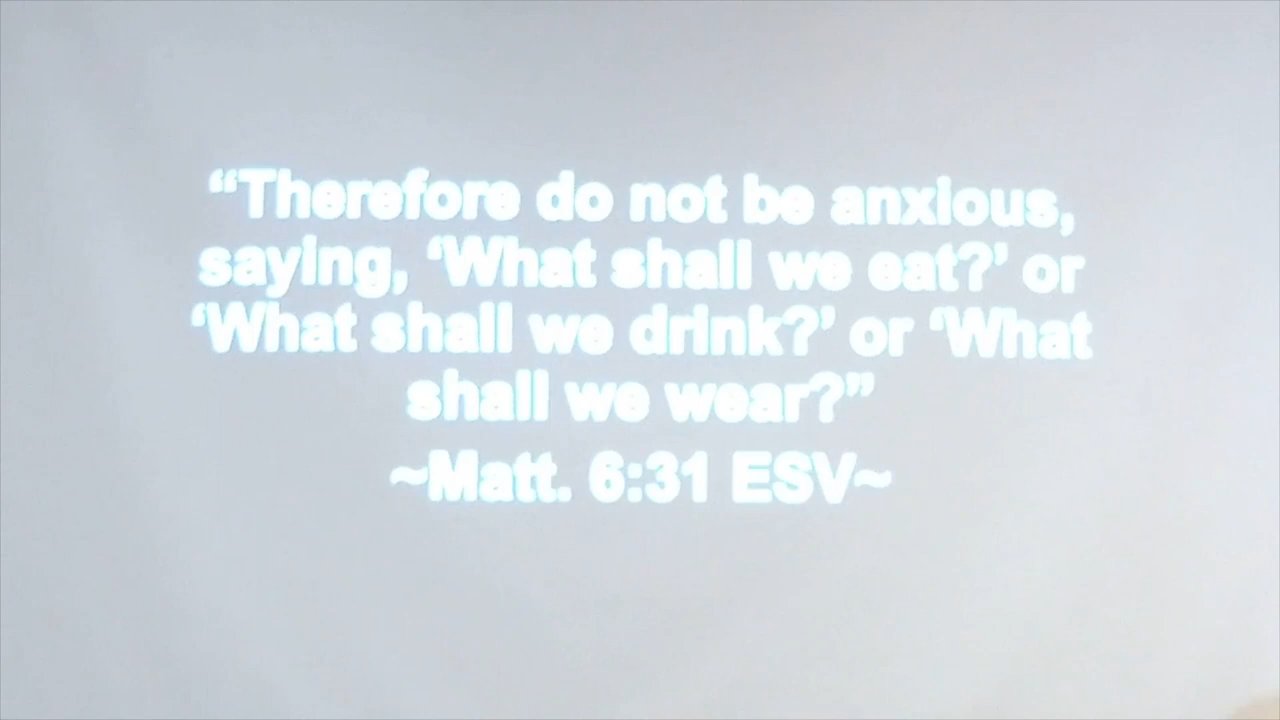 “Therefore do not be anxious,
saying, ‘What shall we eat?’ or
‘What shall we drink?’ or ‘What
shall we wear?”
~Matt. 6:31 ESV~